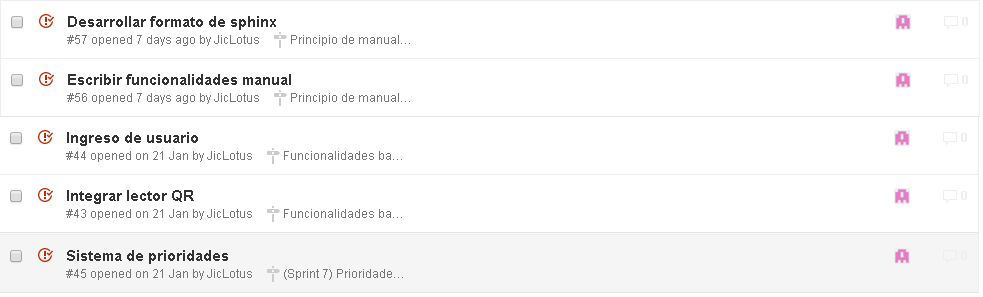 Desarrollar formato de sphinx 0
#57 opened 7 days ago by JicLotus Principio de manual…
Escribir funcionalidades manual 0
#56 opened 7 days ago by JicLotus Principio de manual…
Ingreso de usuario 0
#44 opened on 21 Jan by JicLotus Funcionalidades ba…
Integrar lector QR 0
#43 opened on 21 Jan by JicLotus Funcionalidades ba…
Sistema de prioridades 0
#45 opened on 21 Jan by JicLotus (Sprint 7) Prioridade…